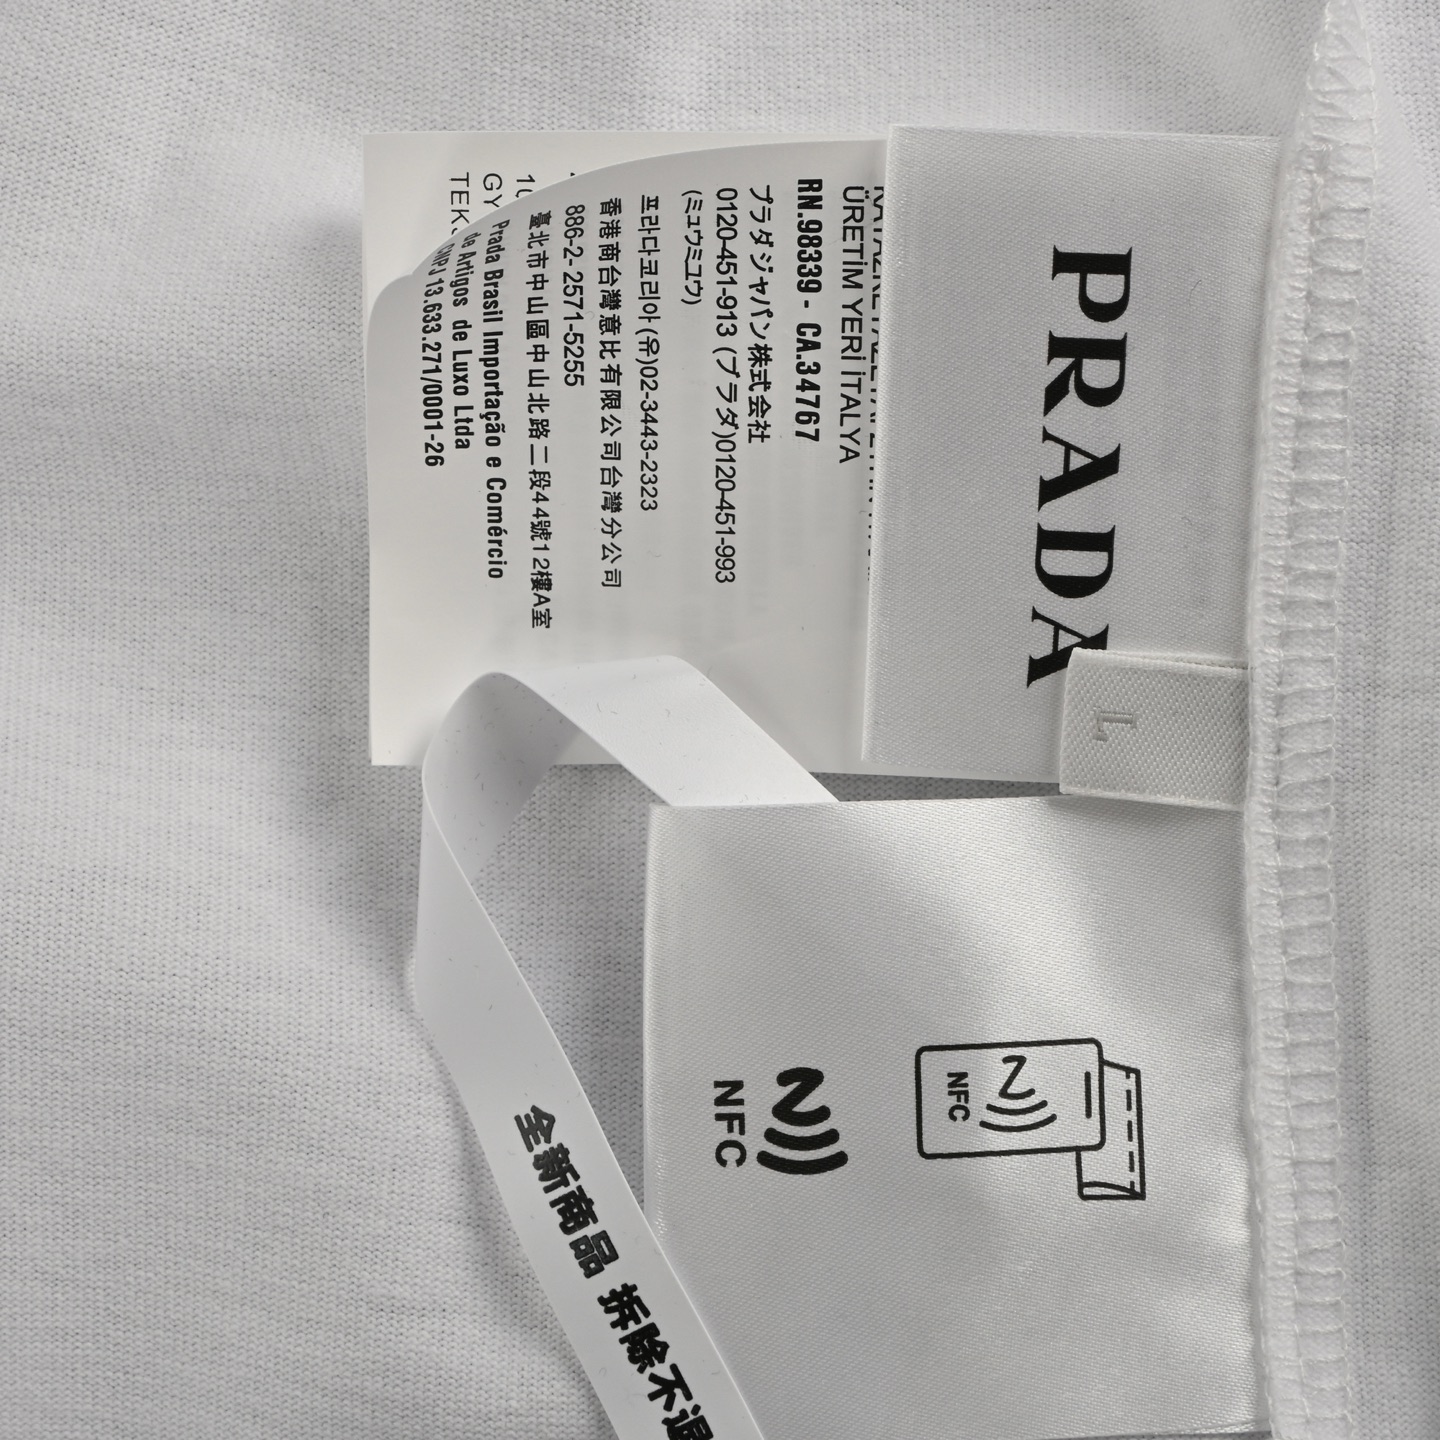 PRADA
L
ÜRETİM YERİ İTALYA
RN.98339 - CA.34767
プラダジャパン株式会社
0120-451-913 (プラダ)0120-451-993
(ミュウミュウ)
프라다코리아(유)02-3443-2323
香港商台灣意比有限公司台灣分公司
886-2- 2571-5255
臺北市中山區中山北路二段44號12樓A室
Prada Brasil Importação e Comércio
de Artigos de Luxo Ltda
CNPJ 13.633.271/0001-26
GY
TEKS
NFC
NFC
全新商品 拆除不退